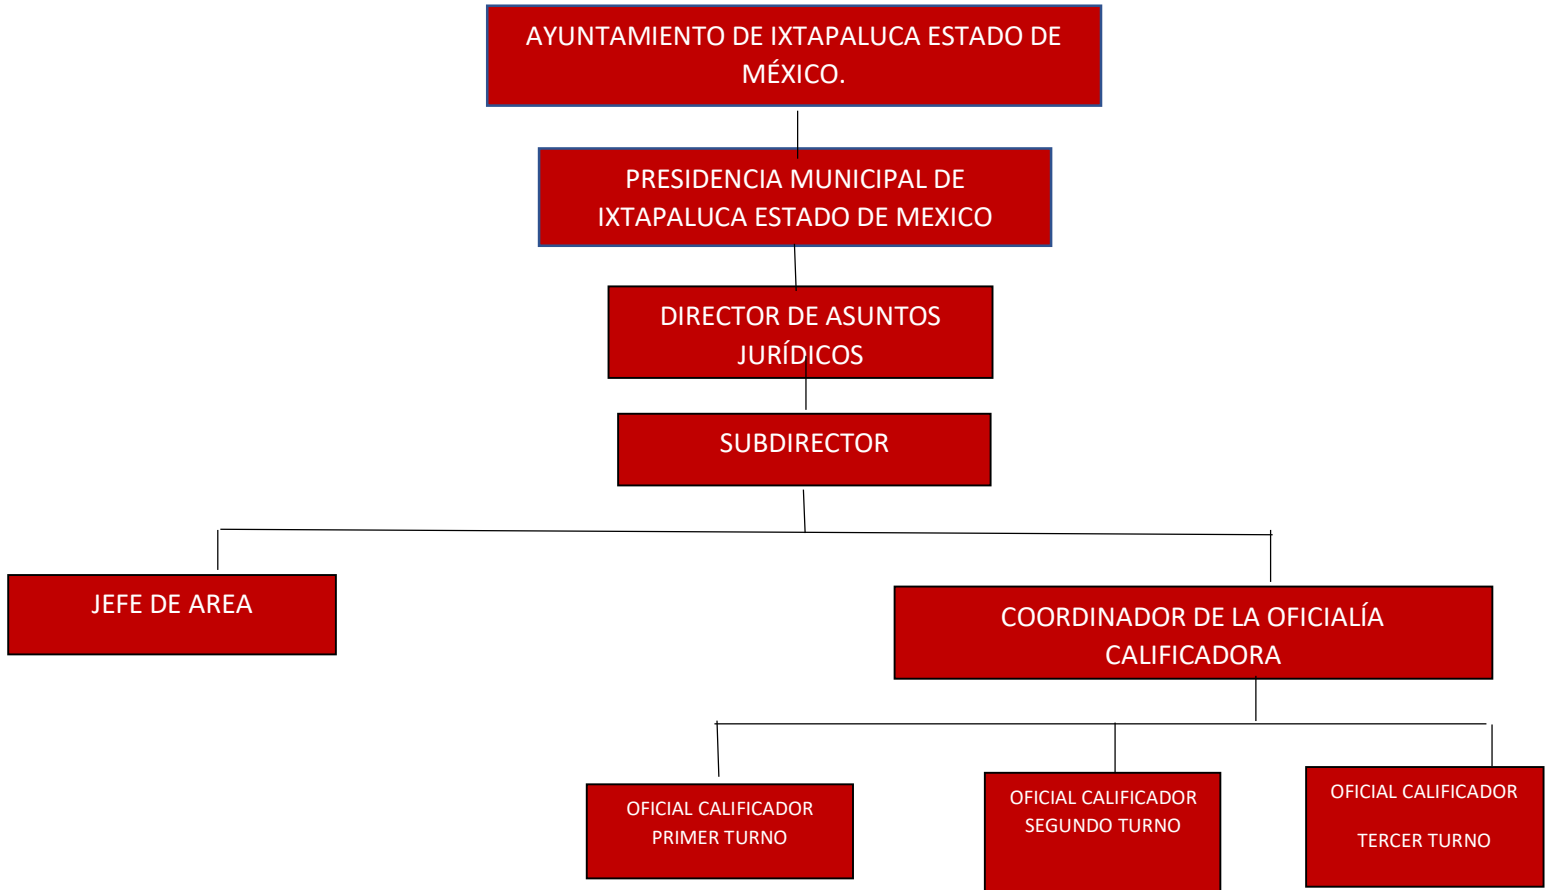 AYUNTAMIENTO DE IXTAPALUCA ESTADO DE
MÉXICO.
PRESIDENCIA MUNICIPAL DE
IXTAPALUCA ESTADO DE MEXICO
DIRECTOR DE ASUNTOS
JURÍDICOS
SUBDIRECTOR
JEFE DE AREA
COORDINADOR DE LA OFICIALÍA
CALIFICADORA
OFICIAL CALIFICADOR
PRIMER TURNO
OFICIAL CALIFICADOR
SEGUNDO TURNO
OFICIAL CALIFICADOR
TERCER TURNO